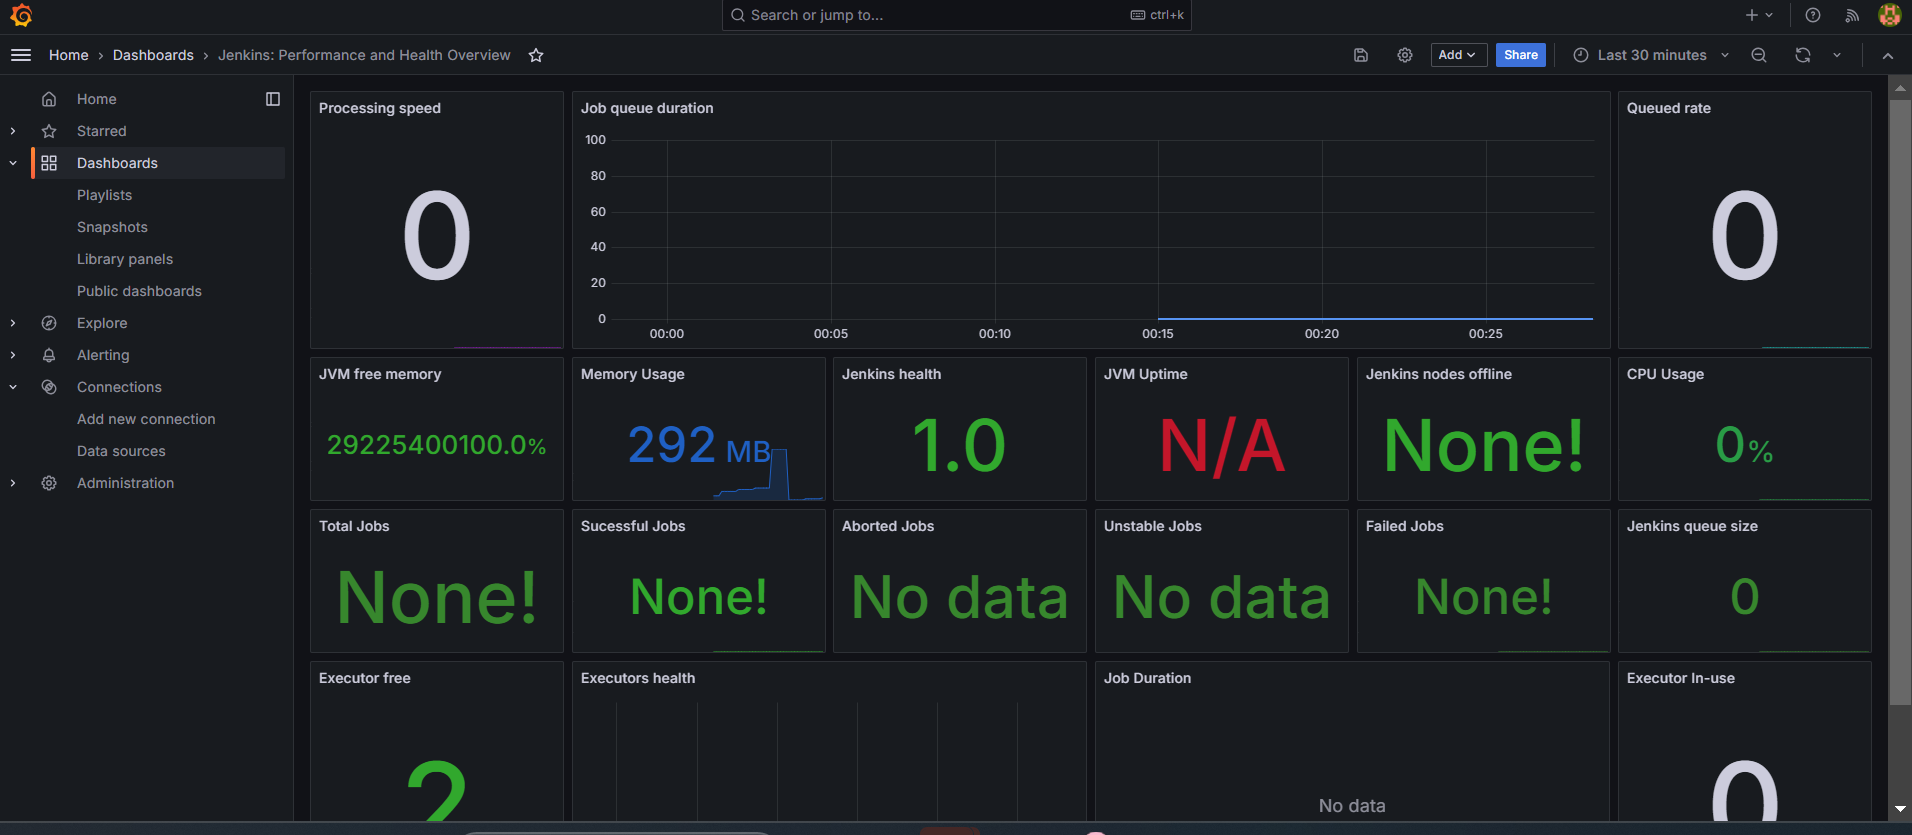 Search or jump to...
ctrl+k
Home
Dashboards
Jenkins: Performance and Health Overview
Add
Share
Last 30 minutes
Home
Starred
Dashboards
Playlists
Snapshots
Library panels
Public dashboards
Explore
Alerting
Connections
Add new connection
Data sources
Administration
Processing speed
0
Job queue duration
100
80
60
40
20
0
00:00
00:05
00:10
00:15
00:20
00:25
Queued rate
0
JVM free memory
29225400100.0%
Memory Usage
292 MB
Jenkins health
1.0
JVM Uptime
N/A
Jenkins nodes offline
None!
CPU Usage
0%
Total Jobs
None!
Sucessful Jobs
None!
Aborted Jobs
No data
Unstable Jobs
No data
Failed Jobs
None!
Jenkins queue size
0
Executor free
2
Executors health
Job Duration
No data
Executor In-use
0